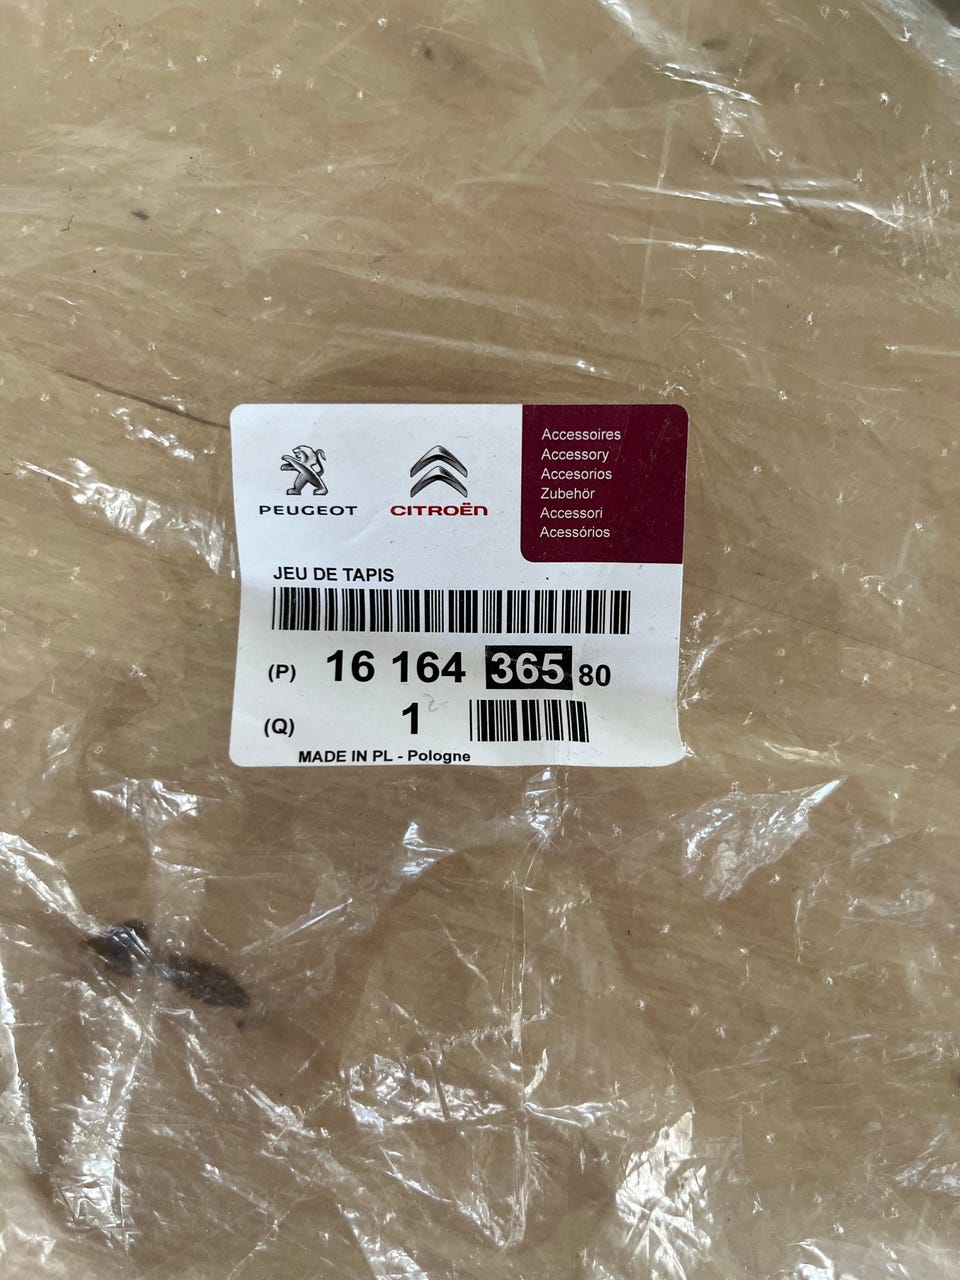 PEUGEOT
CITROËN
Accessoires
Accessory
Accesorios
Zubehör
Accessori
Acessórios
JEU DE TAPIS
(P) 16 164 365 80
(Q) 1
MADE IN PL - Pologne